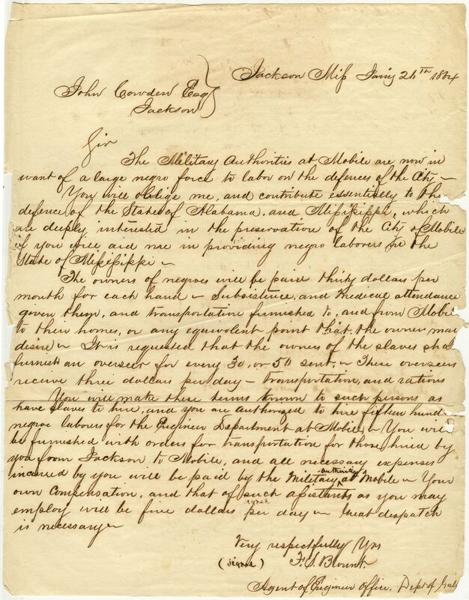 Jackson Miss Jan'y 24th 1864
John Cowden Esq
Jackson
Sir
The Military Authorities at Mobile are now in
want of a large negro force to labor on the defences of the City —
You will oblige me, and contribute essentially to the
defence of the State of Alabama, and Mississippi, which
are deeply interested in the preservation of the City of Mobile
if you will aid me in providing negro laborers in the
State of Mississippi —
The owners of negroes will be paid thirty dollars per
month for each hand — Subsistence, and medical attendance
given them, and transportation furnished to, and from Mobile
to their homes, or any equivalent point that the owner may
desire — It is requested that the owners of the slaves shall
furnish an overseer for every 30, or 50 sent — These overseers
receive three dollars per day — transportation, and rations
You will make these terms known to such persons as
have slaves to hire, and you are authorised to hire fifteen hund
negro laborers for the Engineer Department at Mobile — You will
be furnished with orders for transportation for those hired by
you from Jackson to Mobile, and all necessary expenses
incured by you will be paid by the Military authority at Mobile — Your
own compensation, and that of such assistants as you may
employ will be five dollars per day — Great despatch
is necessary —
Very respectfully Yrs
(signed) F. S. Blount
Agent of Engineer Office, Dept of Gulf